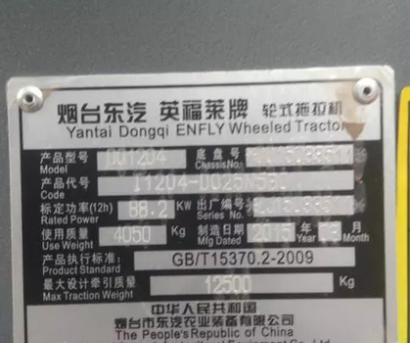 烟台东汽 英福莱牌 轮式拖拉机
Yantai Dongqi ENFLY Wheeled Tractor
产品型号 DQ1204 底盘号
Model Chassis No.
产品代号
Code
标定功率(12h) 88.2 KW 出厂编号
Rated Power Series No.
使用质量 4050 Kg 制造日期 2015 年 03 月
Use Weight Mfg Dated Year Month
产品执行标准: GB/T15370.2-2009
Product Standard
最大设计牵引质量 12500 Kg
Max Traction Weight
中华人民共和国
烟台市东汽农业装备有限公司
The People's Republic of China